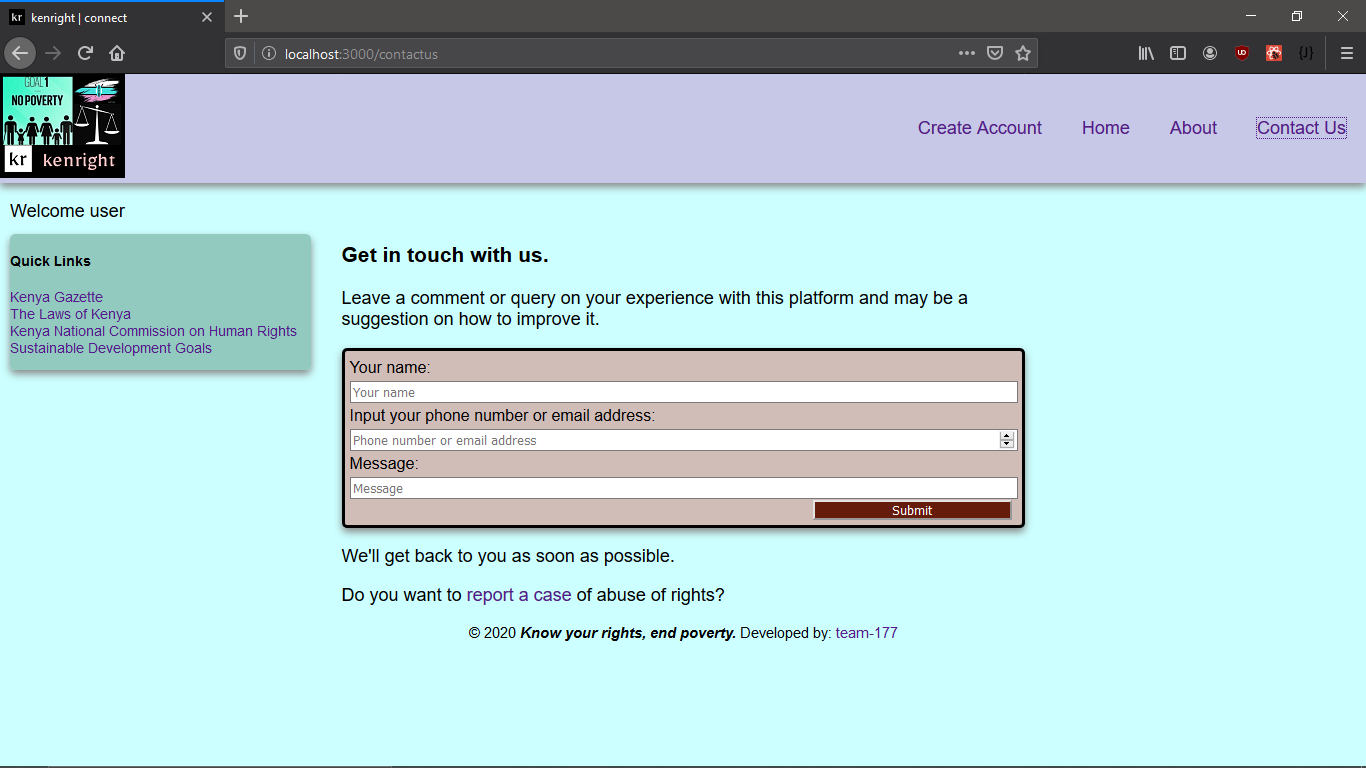 kr kenright | connect
localhost:3000/contactus
GOAL 1
NO POVERTY
kr kenright
Create Account Home About Contact Us
Welcome user
Quick Links
Kenya Gazette
The Laws of Kenya
Kenya National Commission on Human Rights
Sustainable Development Goals
Get in touch with us.
Leave a comment or query on your experience with this platform and may be a
suggestion on how to improve it.
Your name:
Your name
Input your phone number or email address:
Phone number or email address
Message:
Message
Submit
We'll get back to you as soon as possible.
Do you want to report a case of abuse of rights?
© 2020 Know your rights, end poverty. Developed by: team-177